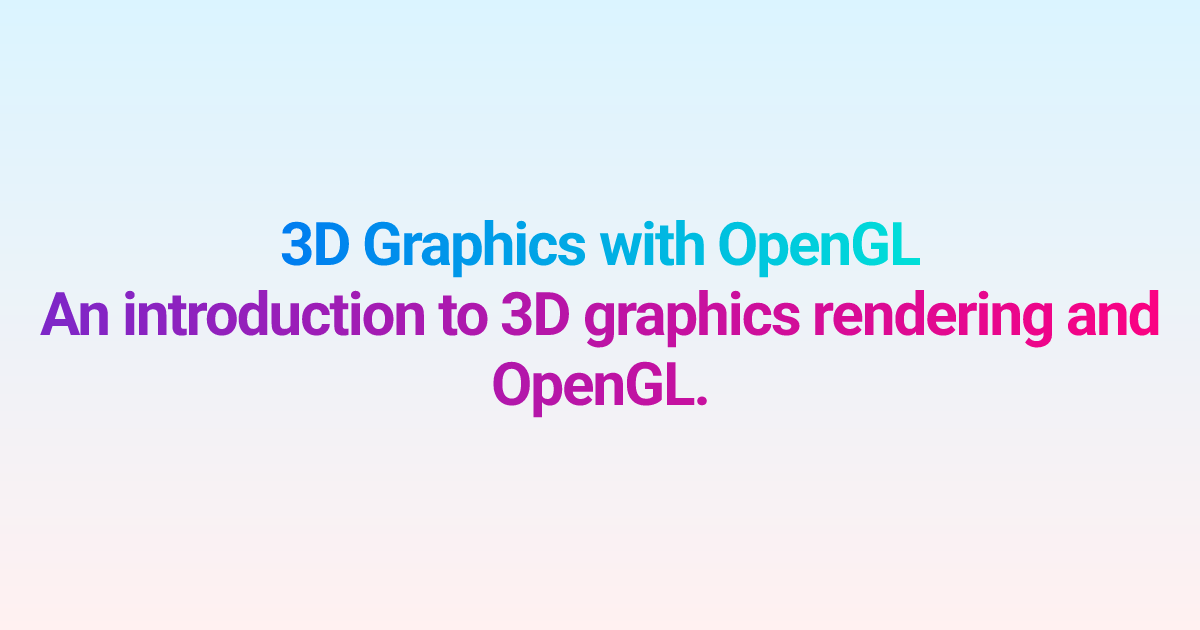 3D Graphics with OpenGL
An introduction to 3D graphics rendering and
OpenGL.